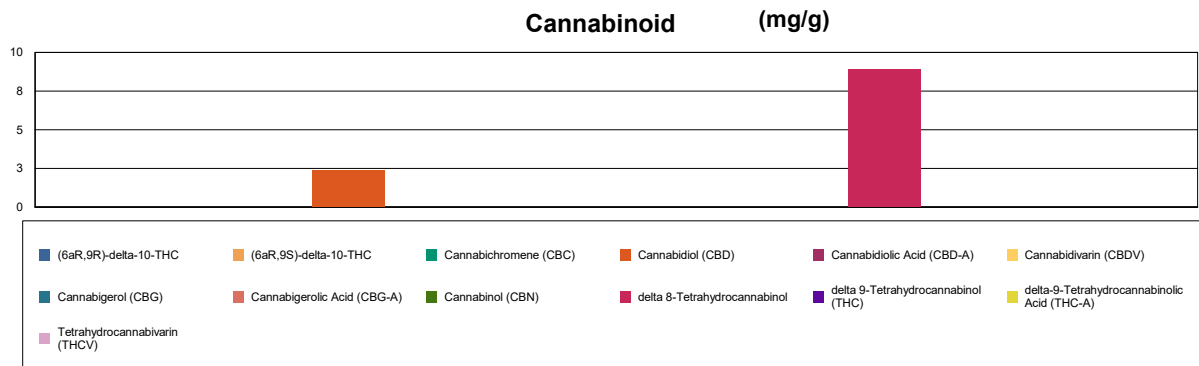 Cannabinoid (mg/g)
10
8
5
3
0
(6aR,9R)-delta-10-THC
(6aR,9S)-delta-10-THC
Cannabichromene (CBC)
Cannabidiol (CBD)
Cannabidiolic Acid (CBD-A)
Cannabidivarin (CBDV)
Cannabigerol (CBG)
Cannabigerolic Acid (CBG-A)
Cannabinol (CBN)
delta 8-Tetrahydrocannabinol
delta 9-Tetrahydrocannabinol
(THC)
delta-9-Tetrahydrocannabinolic
Acid (THC-A)
Tetrahydrocannabivarin
(THCV)